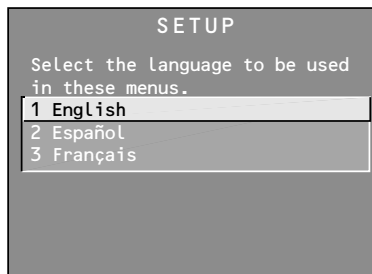 SETUP
Select the language to be used
in these menus.
1 English
2 Español
3 Français